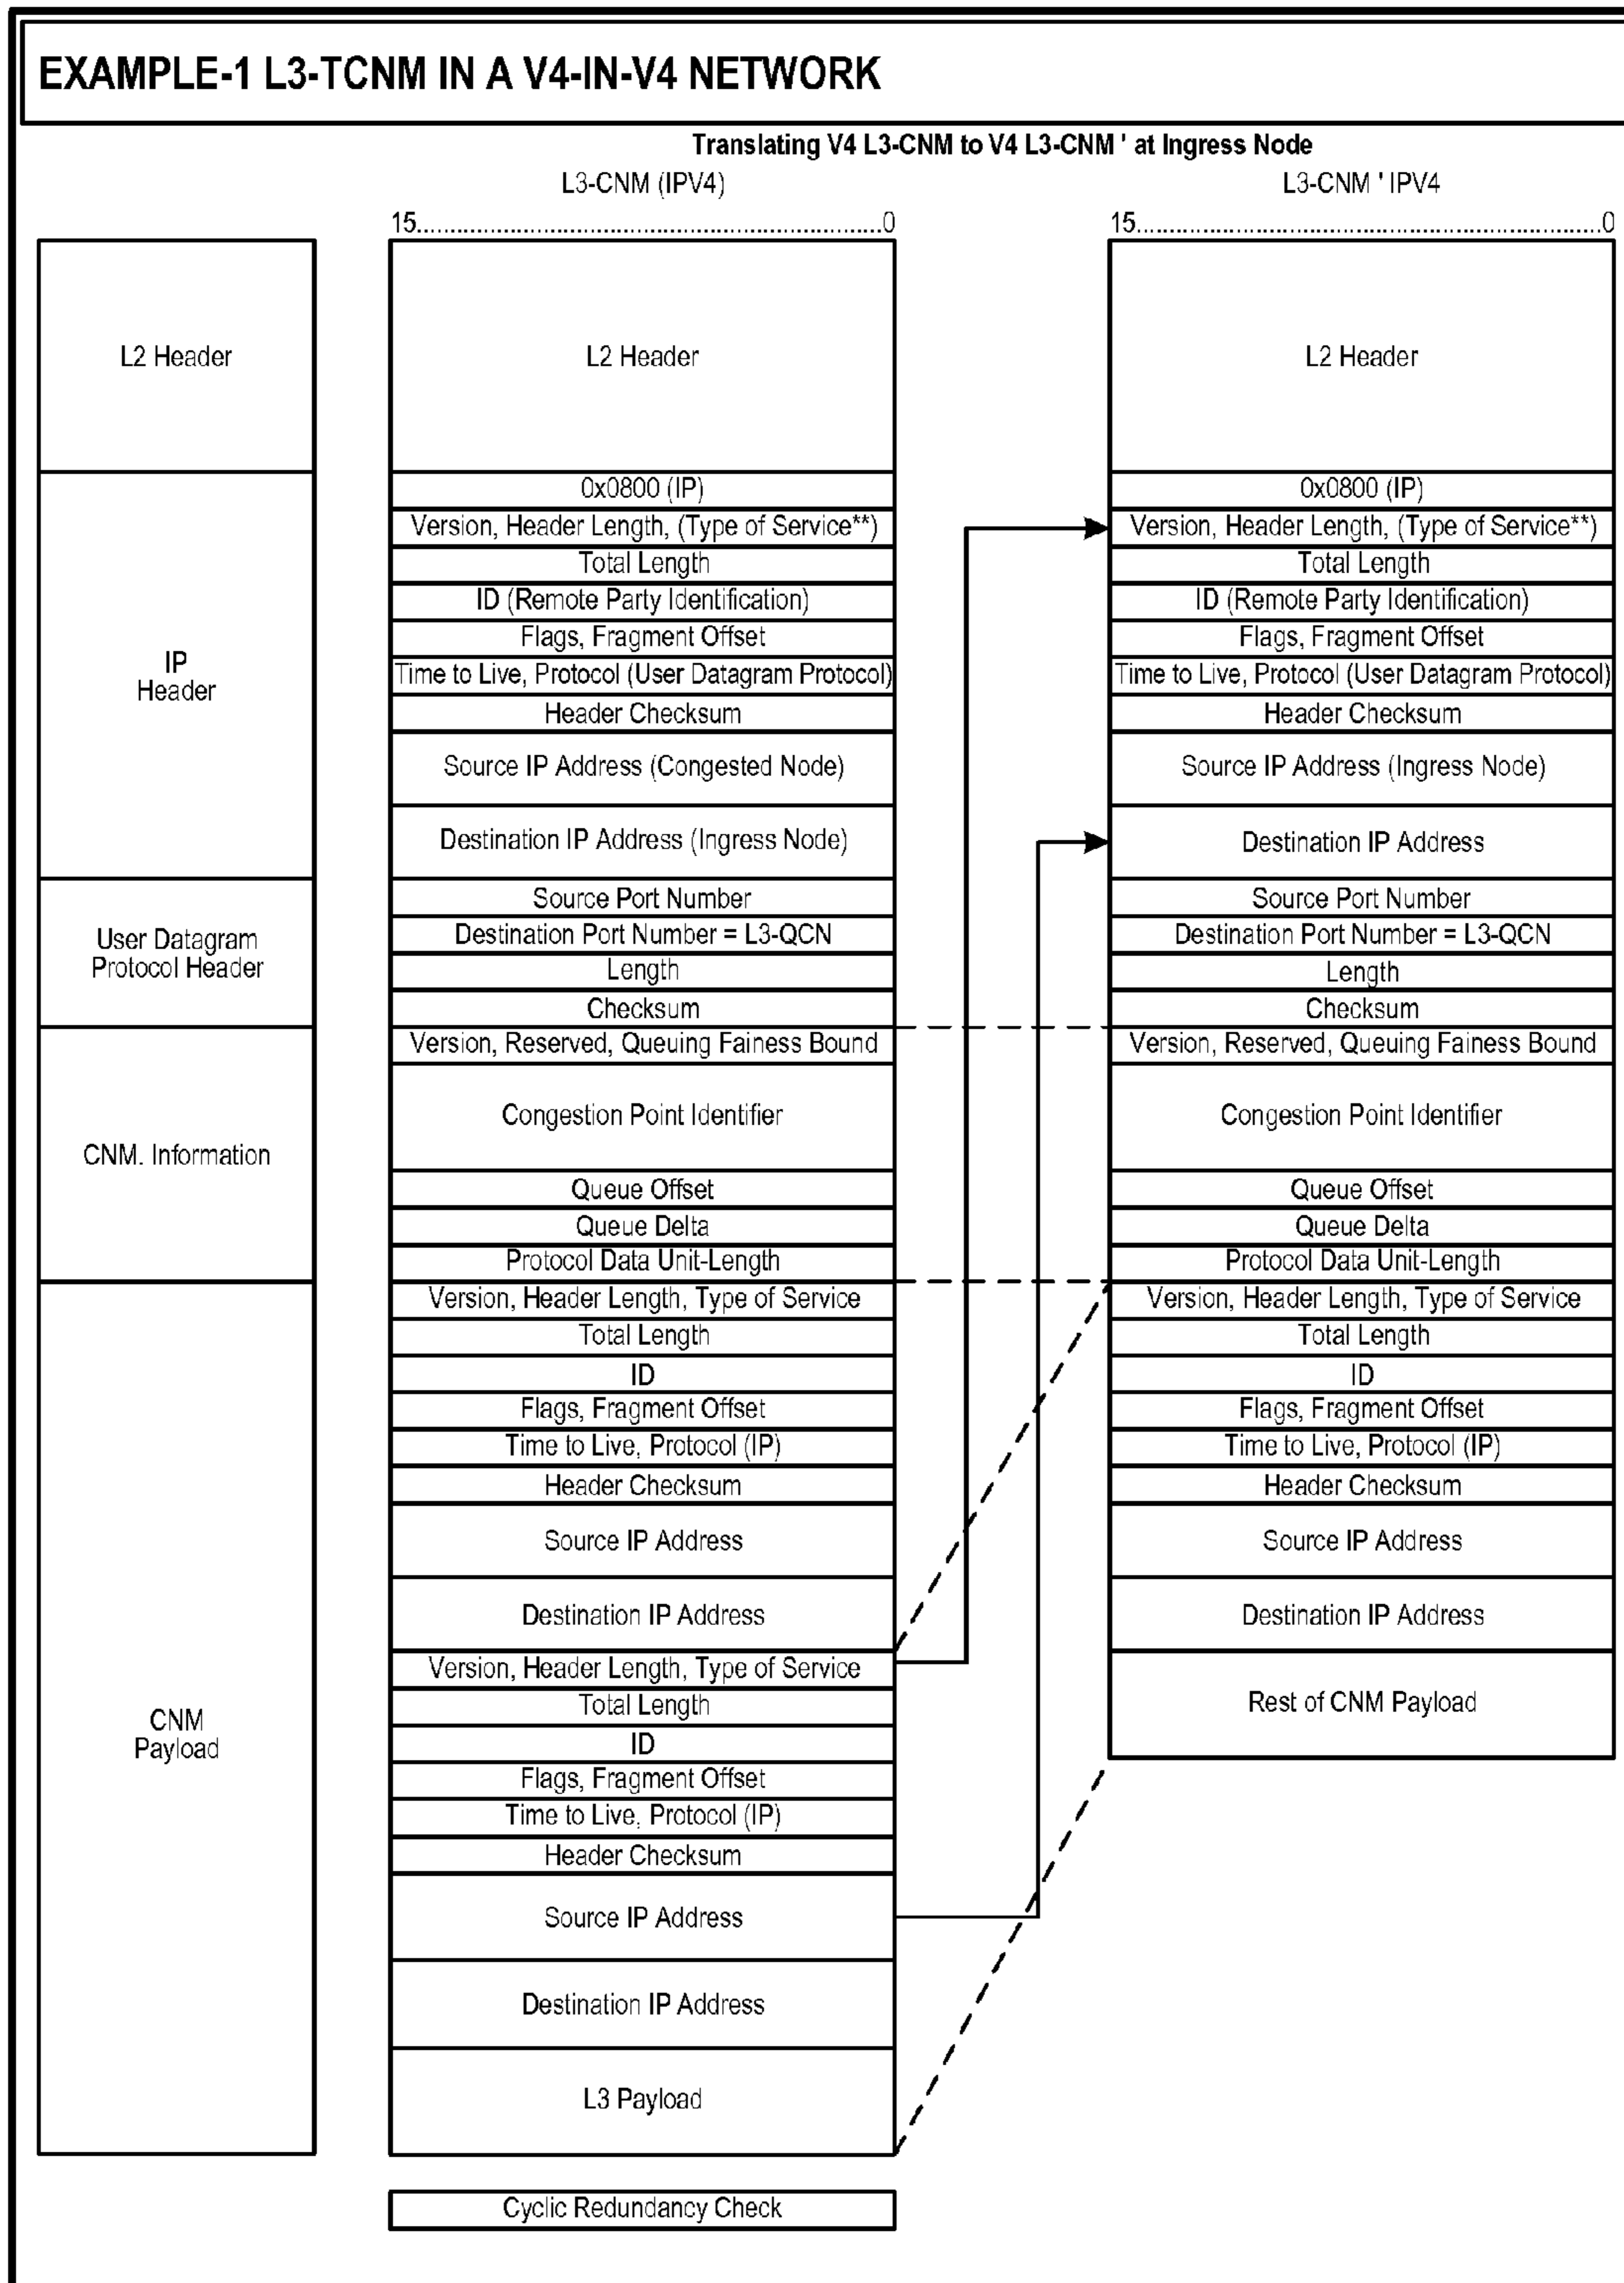 EXAMPLE-1 L3-TCNM IN A V4-IN-V4 NETWORK
Translating V4 L3-CNM to V4 L3-CNM ' at Ingress Node
L3-CNM (IPV4)
15......................................................................0
L2 Header
IP
Header
User Datagram
Protocol Header
CNM. Information
CNM
Payload
L2 Header
0x0800 (IP)
Version, Header Length, (Type of Service**)
Total Length
ID (Remote Party Identification)
Flags, Fragment Offset
Time to Live, Protocol (User Datagram Protocol)
Header Checksum
Source IP Address (Congested Node)
Destination IP Address (Ingress Node)
Source Port Number
Destination Port Number = L3-QCN
Length
Checksum
Version, Reserved, Queuing Fainess Bound
Congestion Point Identifier
Queue Offset
Queue Delta
Protocol Data Unit-Length
Version, Header Length, Type of Service
Total Length
ID
Flags, Fragment Offset
Time to Live, Protocol (IP)
Header Checksum
Source IP Address
Destination IP Address
Version, Header Length, Type of Service
Total Length
ID
Flags, Fragment Offset
Time to Live, Protocol (IP)
Header Checksum
Source IP Address
Destination IP Address
L3 Payload
Cyclic Redundancy Check
L3-CNM ' IPV4
15......................................................................0
L2 Header
0x0800 (IP)
Version, Header Length, (Type of Service**)
Total Length
ID (Remote Party Identification)
Flags, Fragment Offset
Time to Live, Protocol (User Datagram Protocol)
Header Checksum
Source IP Address (Ingress Node)
Destination IP Address
Source Port Number
Destination Port Number = L3-QCN
Length
Checksum
Version, Reserved, Queuing Fainess Bound
Congestion Point Identifier
Queue Offset
Queue Delta
Protocol Data Unit-Length
Version, Header Length, Type of Service
Total Length
ID
Flags, Fragment Offset
Time to Live, Protocol (IP)
Header Checksum
Source IP Address
Destination IP Address
Rest of CNM Payload